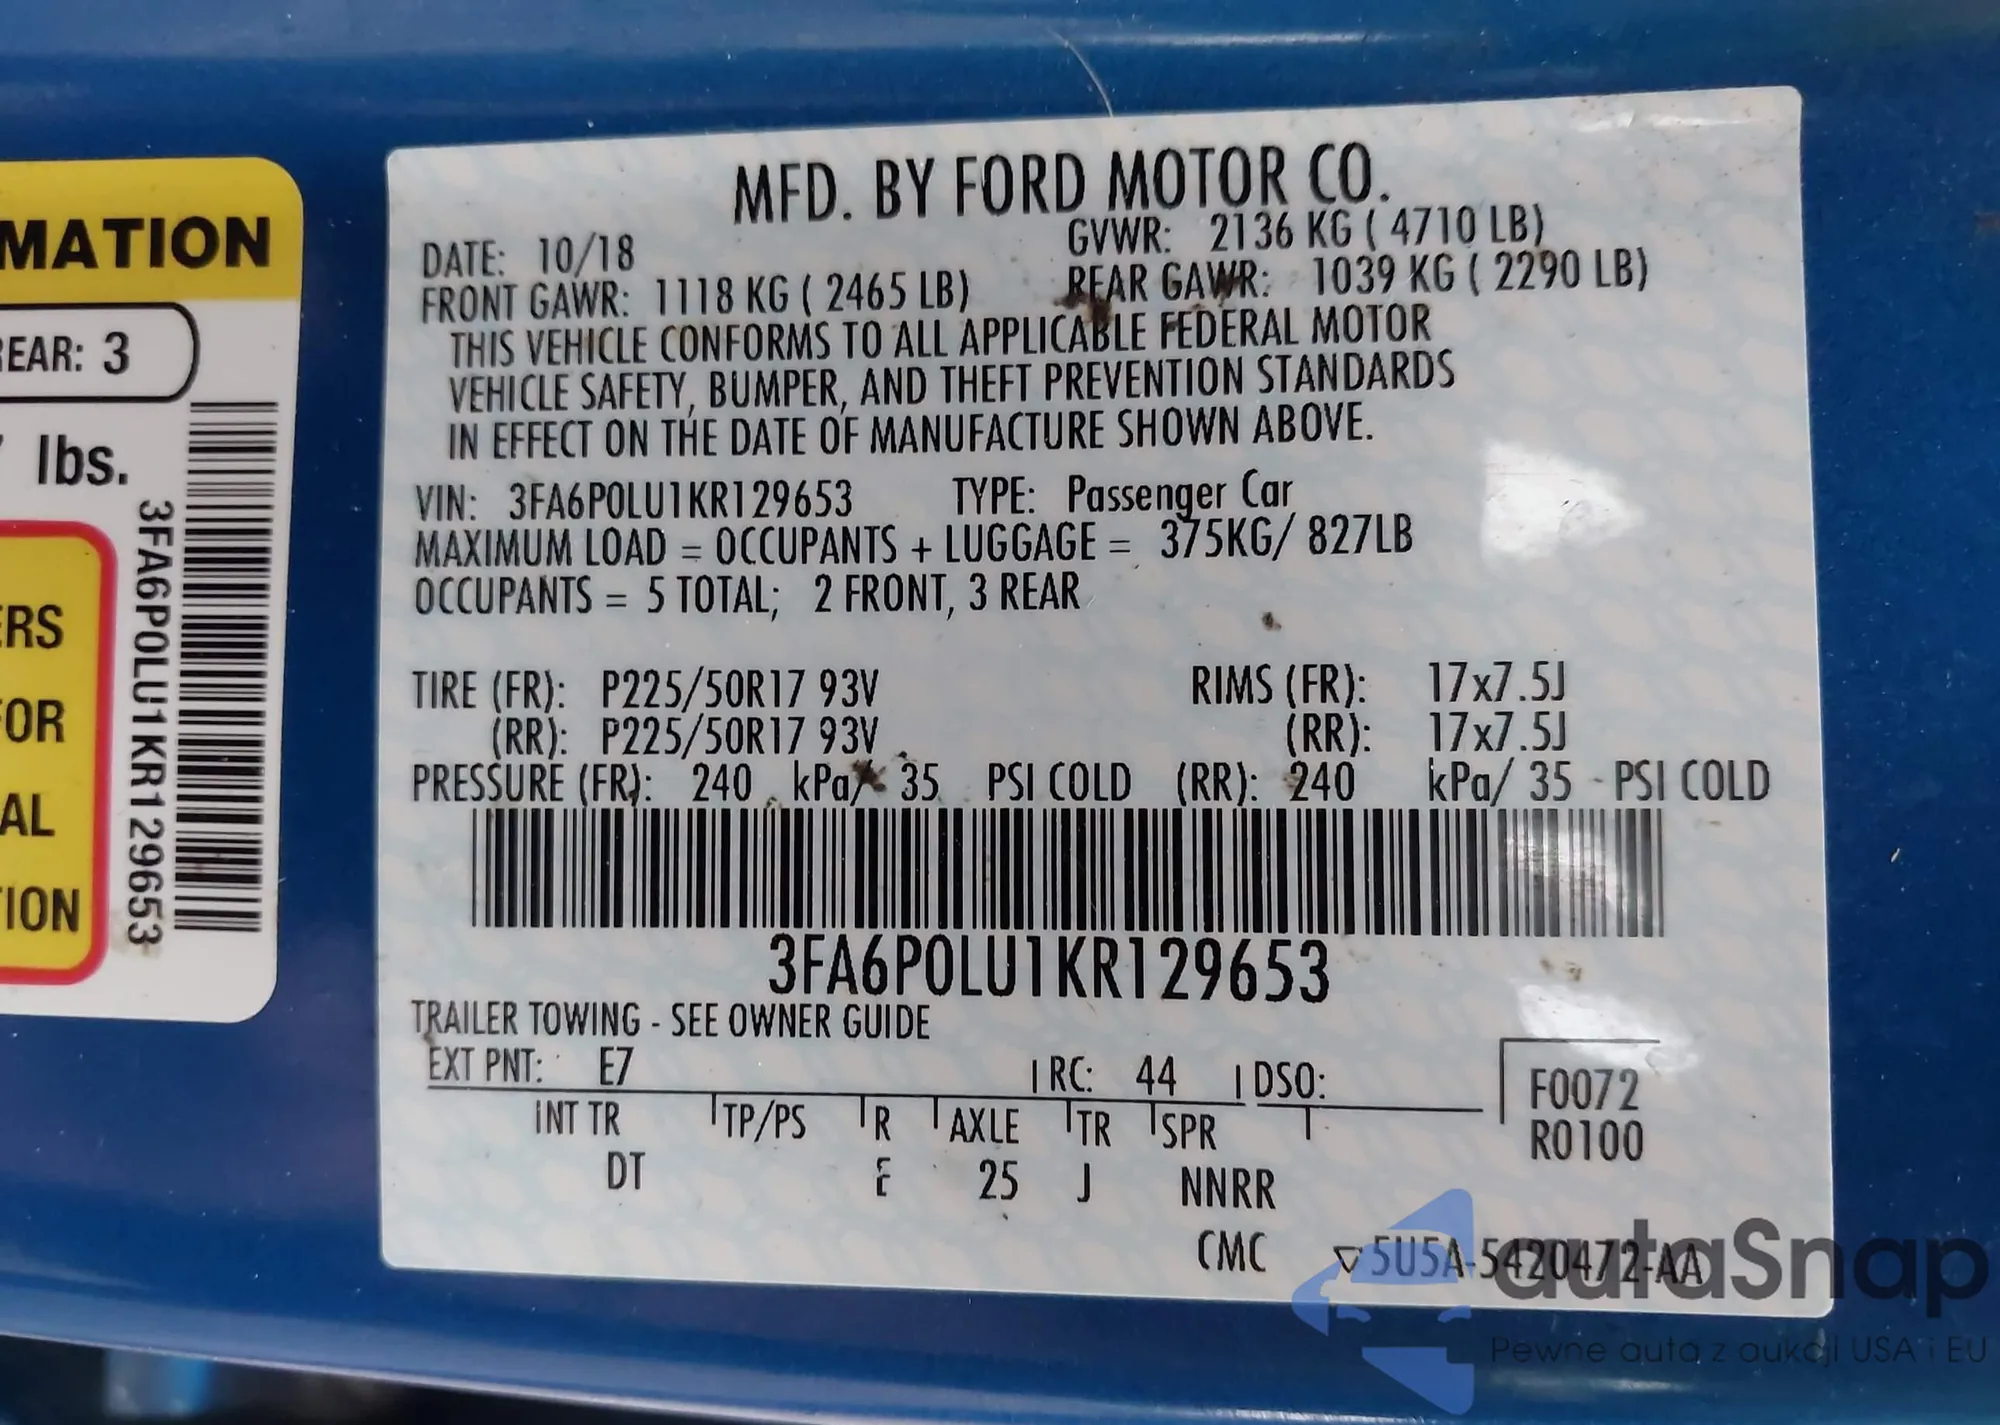 MATION
REAR: 3
lbs.
ERS
FOR
AL
TION
3FA6P0LU1KR129653
MFD. BY FORD MOTOR CO.
DATE: 10/18 GVWR: 2136 KG ( 4710 LB)
FRONT GAWR: 1118 KG ( 2465 LB) REAR GAWR: 1039 KG ( 2290 LB)
THIS VEHICLE CONFORMS TO ALL APPLICABLE FEDERAL MOTOR
VEHICLE SAFETY, BUMPER, AND THEFT PREVENTION STANDARDS
IN EFFECT ON THE DATE OF MANUFACTURE SHOWN ABOVE.
VIN: 3FA6P0LU1KR129653 TYPE: Passenger Car
MAXIMUM LOAD = OCCUPANTS + LUGGAGE = 375KG/ 827LB
OCCUPANTS = 5 TOTAL; 2 FRONT, 3 REAR
TIRE (FR): P225/50R17 93V RIMS (FR): 17x7.5J
(RR): P225/50R17 93V (RR): 17x7.5J
PRESSURE (FR): 240 kPa/ 35 PSI COLD (RR): 240 kPa/ 35 PSI COLD
3FA6P0LU1KR129653
TRAILER TOWING - SEE OWNER GUIDE
EXT PNT: E7 RC: 44 DSO:
F0072
R0100
INT TR TP/PS R AXLE TR SPR
DT E 25 J NNRR
CMC ▽5U5A-5420472-AA
autaSnap
Pewne auta z aukcji USA i EU